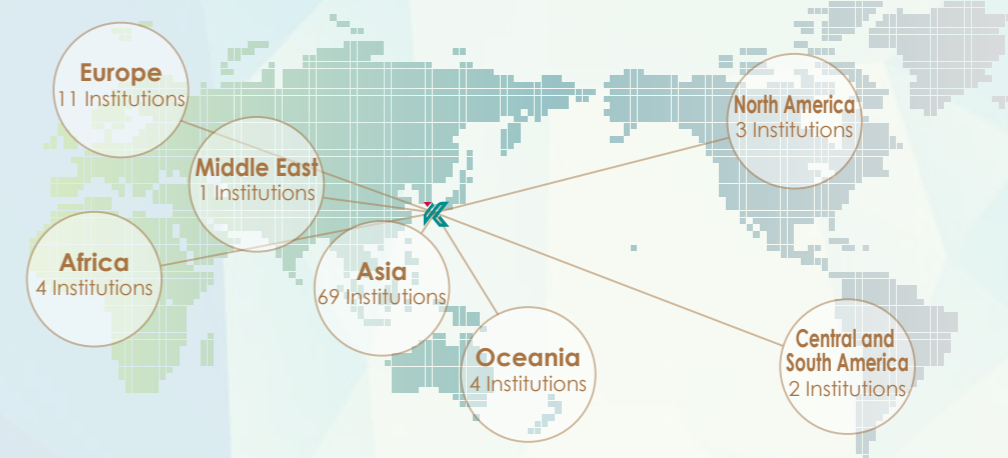 Europe
11 Institutions
Middle East
1 Institutions
Africa
4 Institutions
Asia
69 Institutions
Oceania
4 Institutions
North America
3 Institutions
Central and
South America
2 Institutions